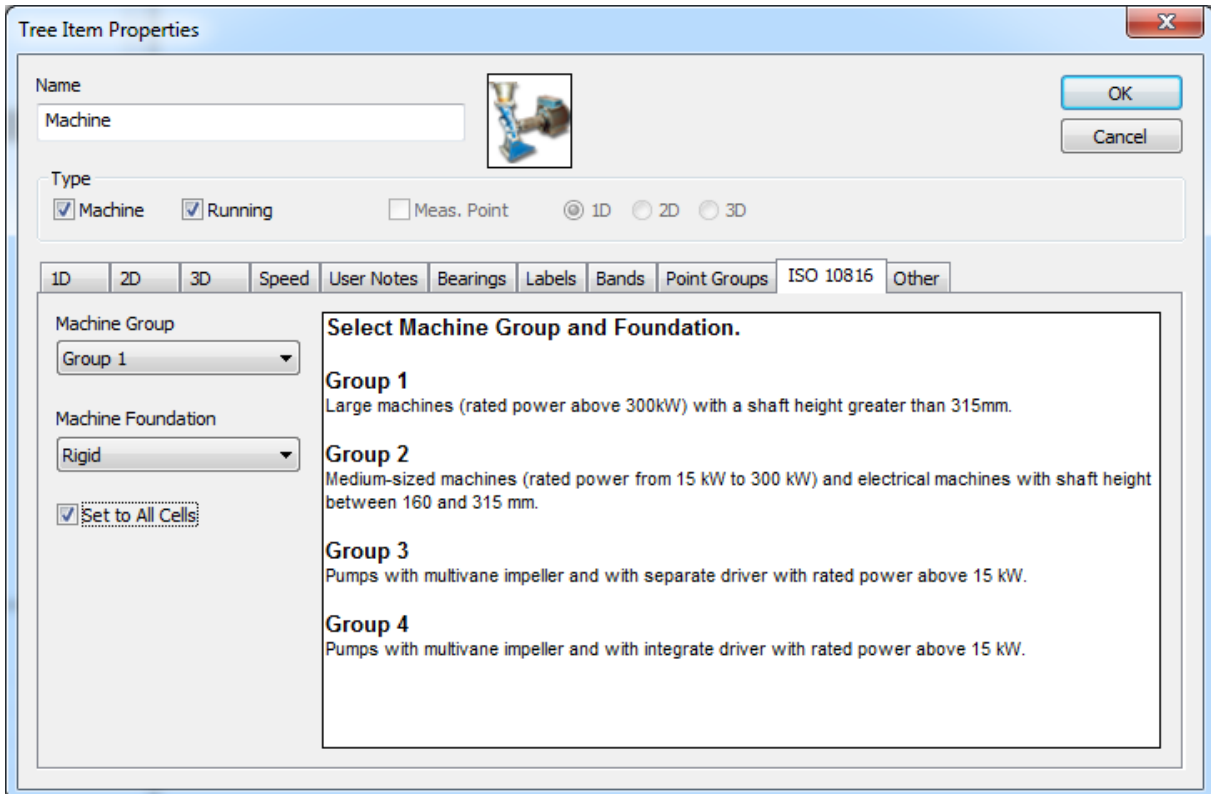 Tree Item Properties
Name
Machine
OK
Cancel
Type
Machine
Running
Meas. Point
1D
2D
3D
1D
2D
3D
Speed
User Notes
Bearings
Labels
Bands
Point Groups
ISO 10816
Other
Machine Group
Group 1
Machine Foundation
Rigid
Set to All Cells
Select Machine Group and Foundation.
Group 1
Large machines (rated power above 300kW) with a shaft height greater than 315mm.
Group 2
Medium-sized machines (rated power from 15 kW to 300 kW) and electrical machines with shaft height
between 160 and 315 mm.
Group 3
Pumps with multivane impeller and with separate driver with rated power above 15 kW.
Group 4
Pumps with multivane impeller and with integrate driver with rated power above 15 kW.